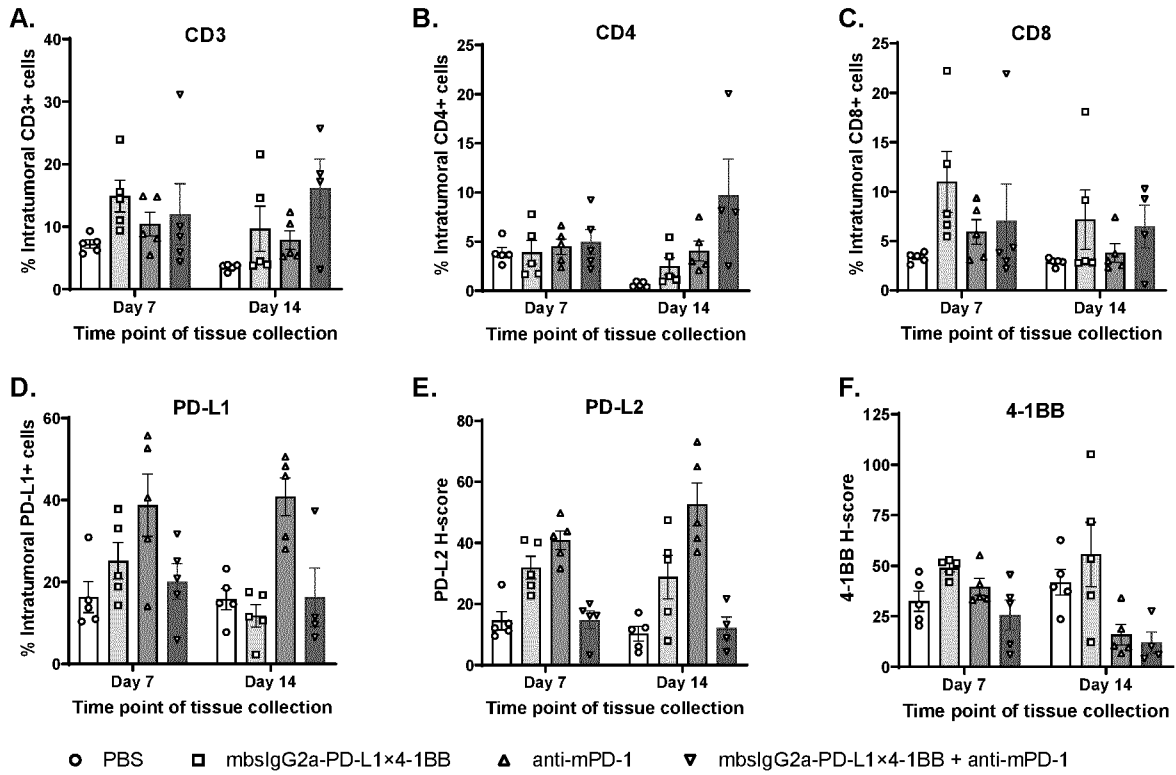 A.
CD3
% Intratumoral CD3+ cells
40
30
20
10
0
Day 7
Day 14
Time point of tissue collection
B.
CD4
% Intratumoral CD4+ cells
25
20
15
10
5
0
Day 7
Day 14
Time point of tissue collection
C.
CD8
% Intratumoral CD8+ cells
25
20
15
10
5
0
Day 7
Day 14
Time point of tissue collection
D.
PD-L1
% Intratumoral PD-L1+ cells
60
40
20
0
Day 7
Day 14
Time point of tissue collection
E.
PD-L2
PD-L2 H-score
80
60
40
20
0
Day 7
Day 14
Time point of tissue collection
F.
4-1BB
4-1BB H-score
125
100
75
50
25
0
Day 7
Day 14
Time point of tissue collection
PBS
mbsIgG2a-PD-L1×4-1BB
anti-mPD-1
mbsIgG2a-PD-L1×4-1BB + anti-mPD-1